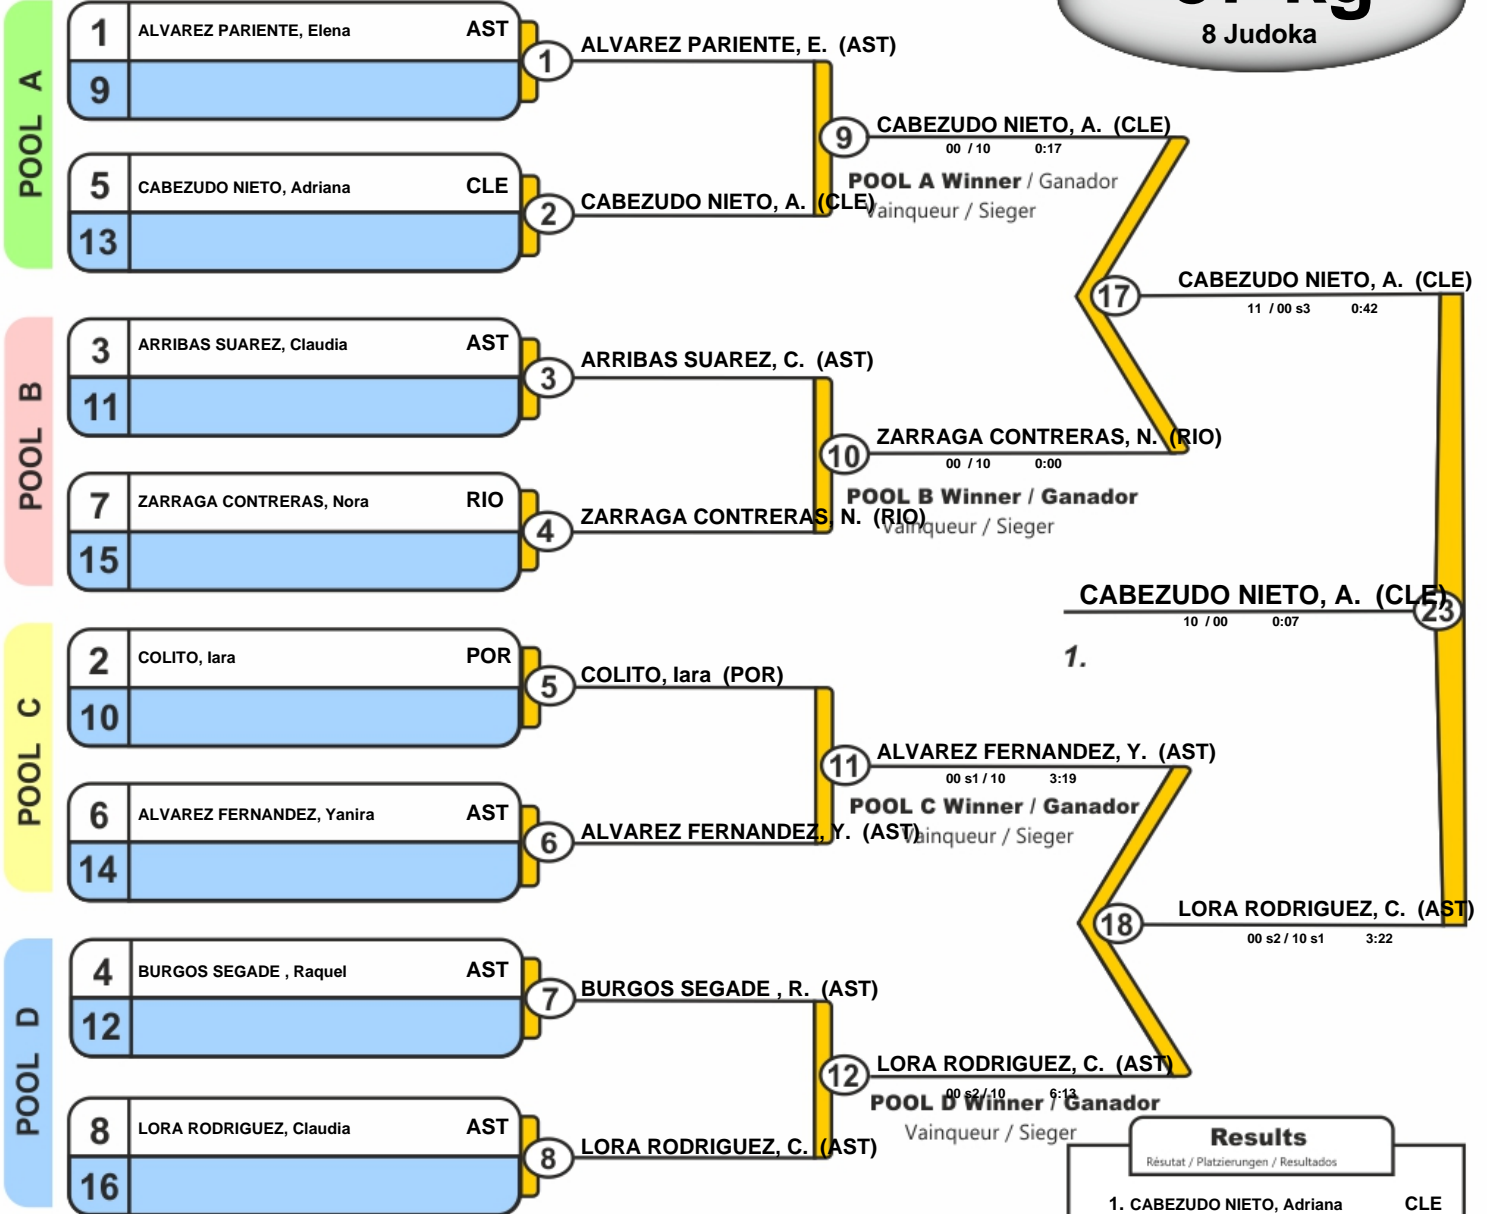 8 Judoka
POOL A
1 ALVAREZ PARIENTE, Elena AST
9
5 CABEZUDO NIETO, Adriana CLE
13
1 ALVAREZ PARIENTE, E. (AST)
2 CABEZUDO NIETO, A. (CLE)
9 CABEZUDO NIETO, A. (CLE)
00 / 10 0:17
POOL A Winner / Ganador
Vainqueur / Sieger
POOL B
3 ARRIBAS SUAREZ, Claudia AST
11
7 ZARRAGA CONTRERAS, Nora RIO
15
3 ARRIBAS SUAREZ, C. (AST)
4 ZARRAGA CONTRERAS, N. (RIO)
10 ZARRAGA CONTRERAS, N. (RIO)
00 / 10 0:00
POOL B Winner / Ganador
Vainqueur / Sieger
17 CABEZUDO NIETO, A. (CLE)
11 / 00 s3 0:42
CABEZUDO NIETO, A. (CLE) 23
10 / 00 0:07
1.
POOL C
2 COLITO, Iara POR
10
6 ALVAREZ FERNANDEZ, Yanira AST
14
5 COLITO, Iara (POR)
6 ALVAREZ FERNANDEZ, Y. (AST)
11 ALVAREZ FERNANDEZ, Y. (AST)
00 s1 / 10 3:19
POOL C Winner / Ganador
Vainqueur / Sieger
POOL D
4 BURGOS SEGADE , Raquel AST
12
8 LORA RODRIGUEZ, Claudia AST
16
7 BURGOS SEGADE , R. (AST)
8 LORA RODRIGUEZ, C. (AST)
12 LORA RODRIGUEZ, C. (AST)
00 s2 / 10 6:13
POOL D Winner / Ganador
Vainqueur / Sieger
18 LORA RODRIGUEZ, C. (AST)
00 s2 / 10 s1 3:22
Results
Résutat / Platzierungen / Resultados
1. CABEZUDO NIETO, Adriana CLE